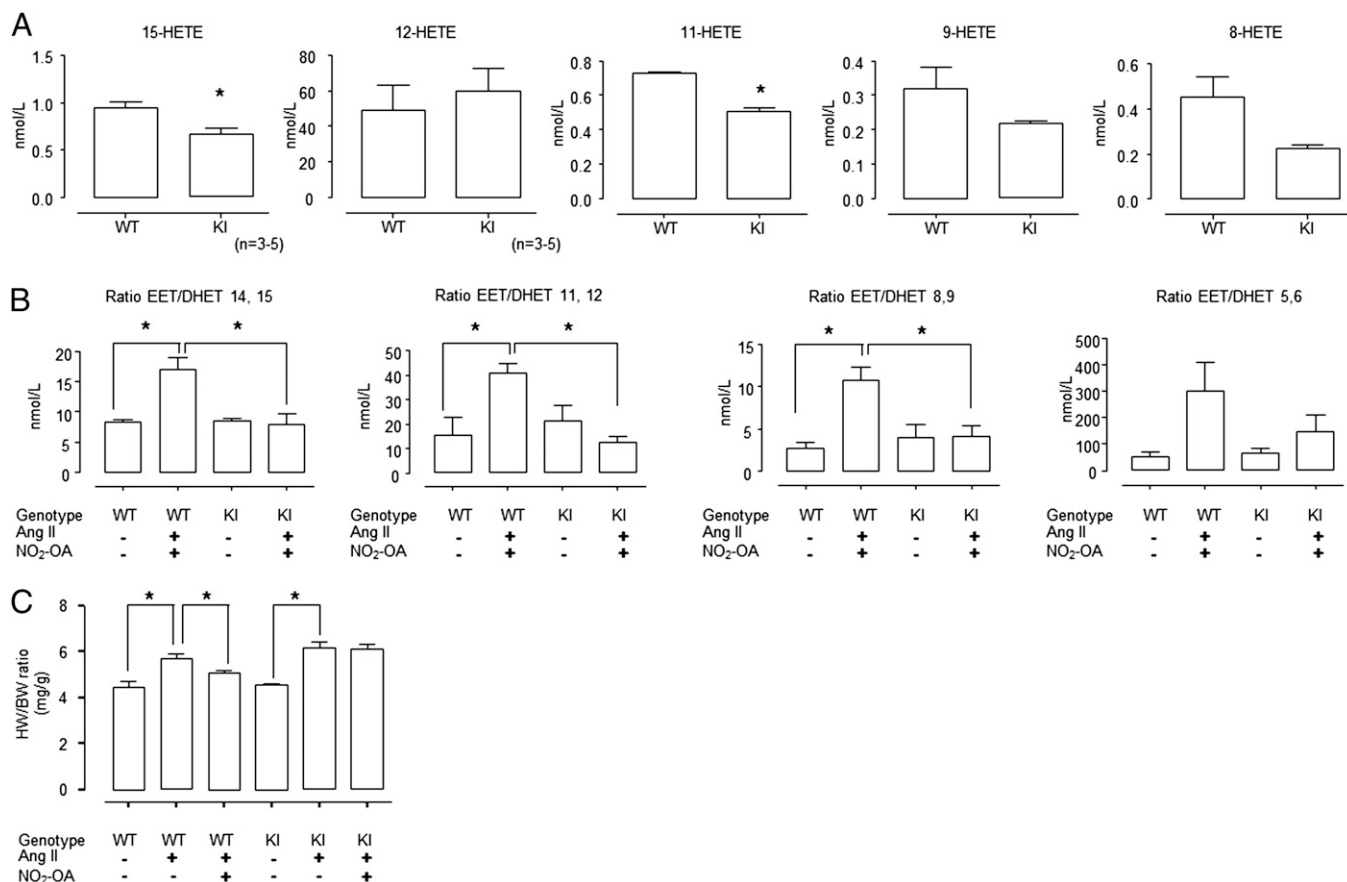 A
15-HETE 12-HETE 11-HETE 9-HETE 8-HETE
nmol/L 1.5 1.0 0.5 0.0 *
nmol/L 80 60 40 20 0
nmol/L 0.8 0.6 0.4 0.2 0.0 *
nmol/L 0.4 0.3 0.2 0.1 0.0
nmol/L 0.6 0.4 0.2 0.0
WT KI WT KI WT KI WT KI WT KI
(n=3-5) (n=3-5)
B
Ratio EET/DHET 14, 15 Ratio EET/DHET 11, 12 Ratio EET/DHET 8,9 Ratio EET/DHET 5,6
* * * * * *
nmol/L 20 15 10 5 0
nmol/L 50 40 30 20 10 0
nmol/L 15 10 5 0
nmol/L 500 400 300 200 100 0
Genotype WT WT KI KI Genotype WT WT KI KI Genotype WT WT KI KI Genotype WT WT KI KI
Ang II - + - + Ang II - + - + Ang II - + - + Ang II - + - +
NO₂-OA - + - + NO₂-OA - + - + NO₂-OA - + - + NO₂-OA - + - +
C
* * *
HW/BW ratio
(mg/g)
8
6
4
2
0
Genotype WT WT WT KI KI KI
Ang II - + + - + +
NO₂-OA - - + - - +